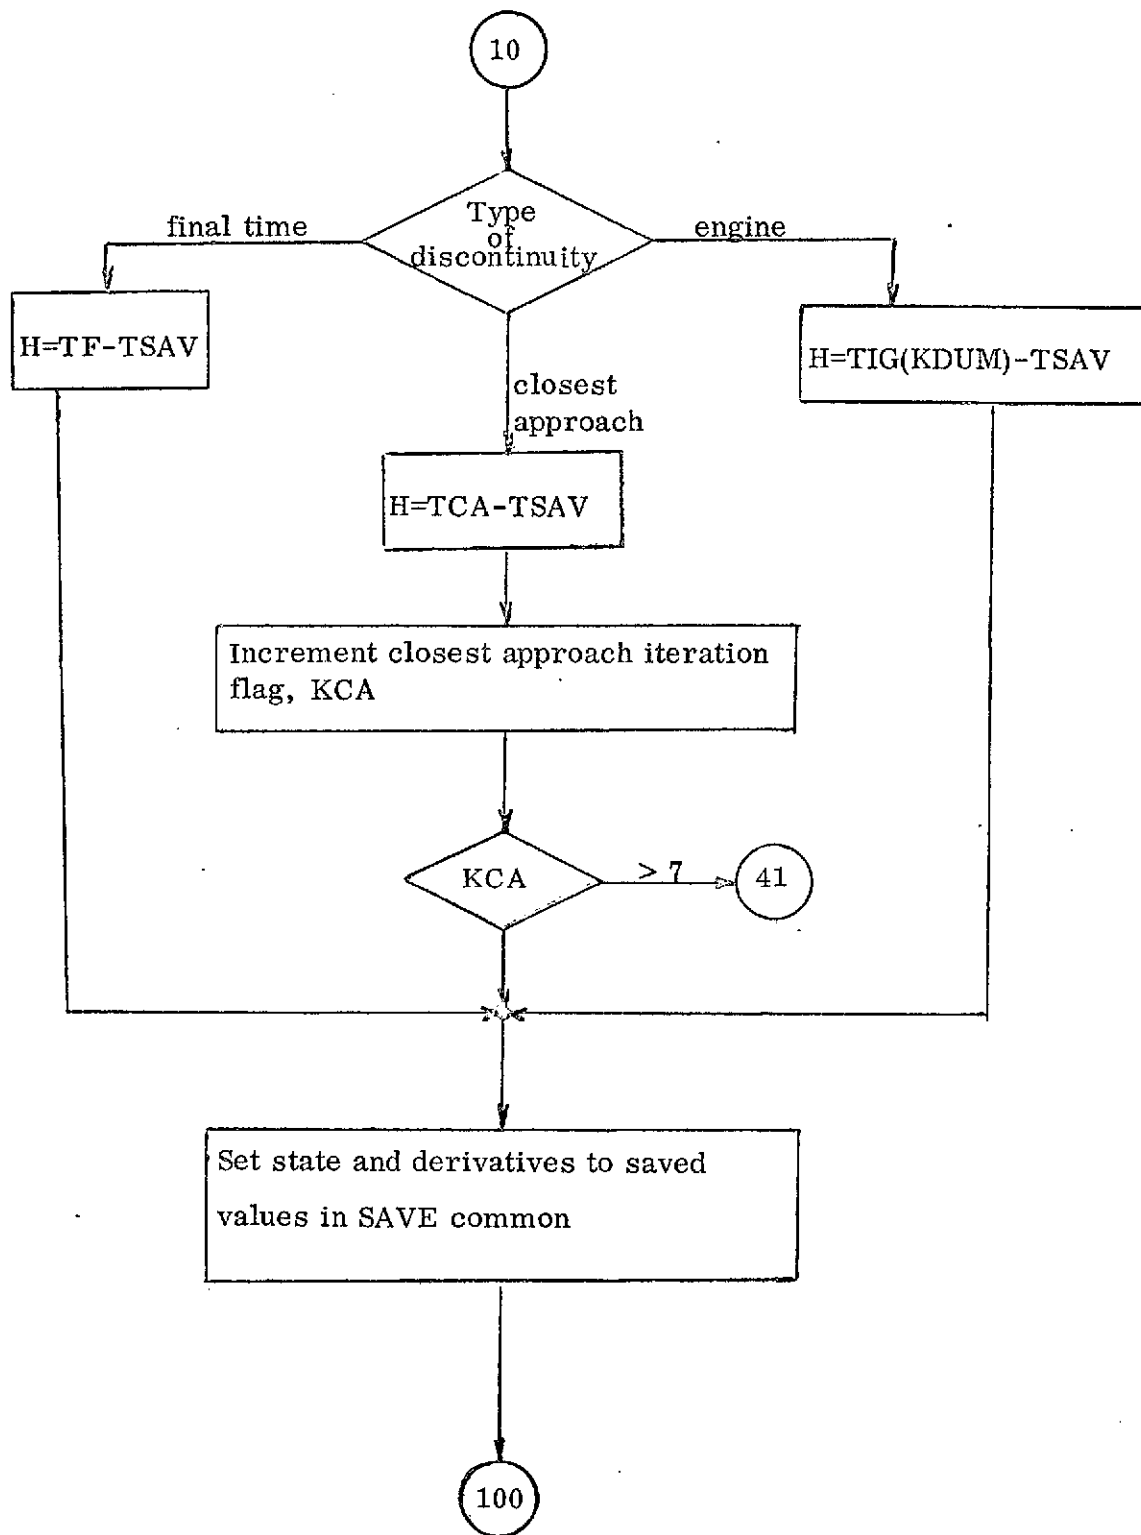 10
Type
of
discontinuity
final time
engine
H=TF-TSAV
H=TIG(KDUM)-TSAV
closest
approach
H=TCA-TSAV
Increment closest approach iteration
flag, KCA
KCA
> 7
41
Set state and derivatives to saved
values in SAVE common
100